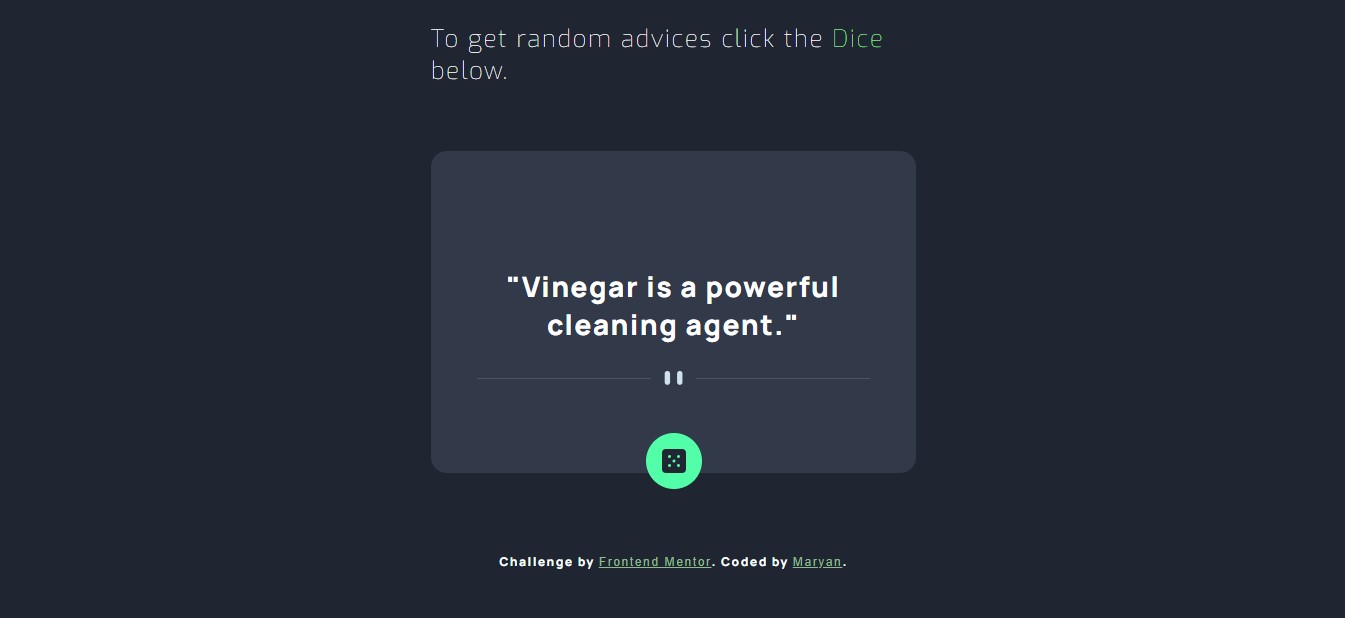 To get random advices click the Dice
below.
"Vinegar is a powerful
cleaning agent."
Challenge by Frontend Mentor. Coded by Maryan.